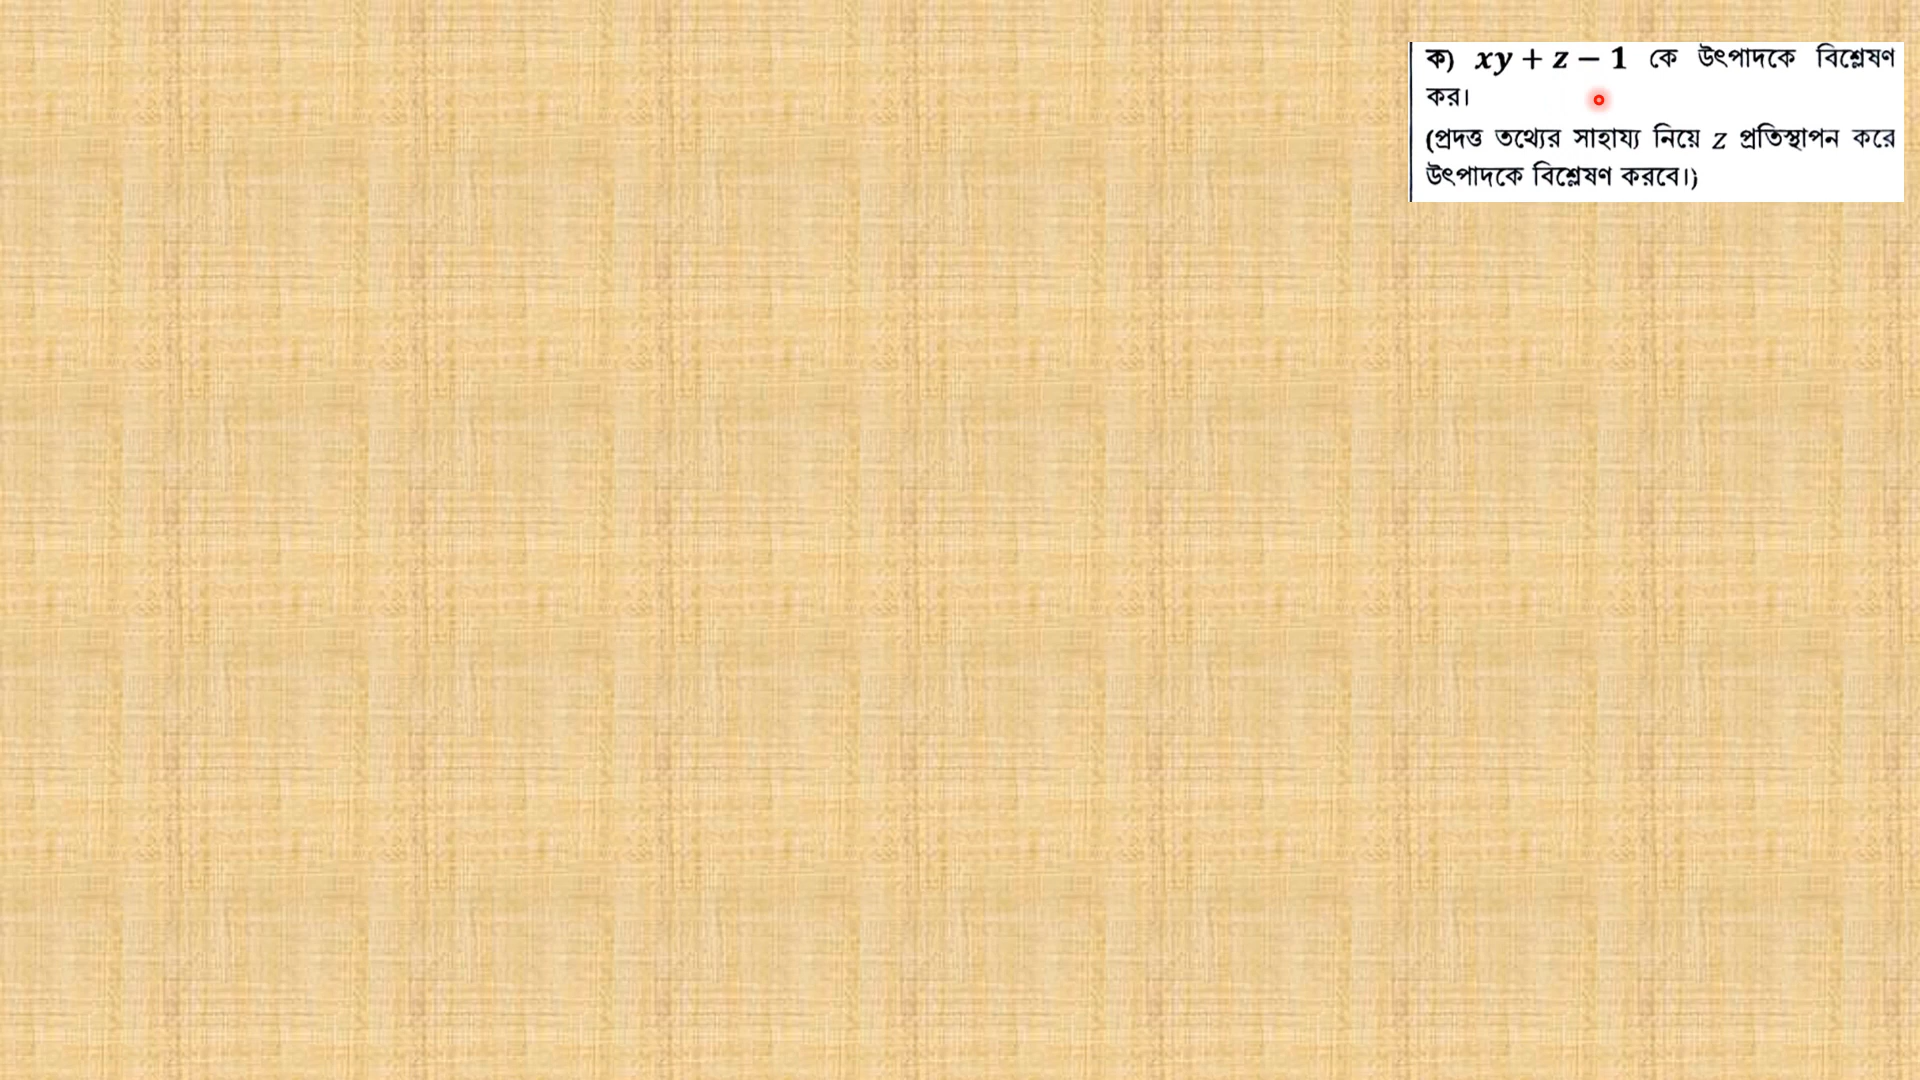 ক) xy + z − 1 কে উৎপাদকে বিশ্লেষণ
কর।
(প্রদত্ত তথ্যের সাহায্য নিয়ে z প্রতিস্থাপন করে
উৎপাদকে বিশ্লেষণ করবে।)